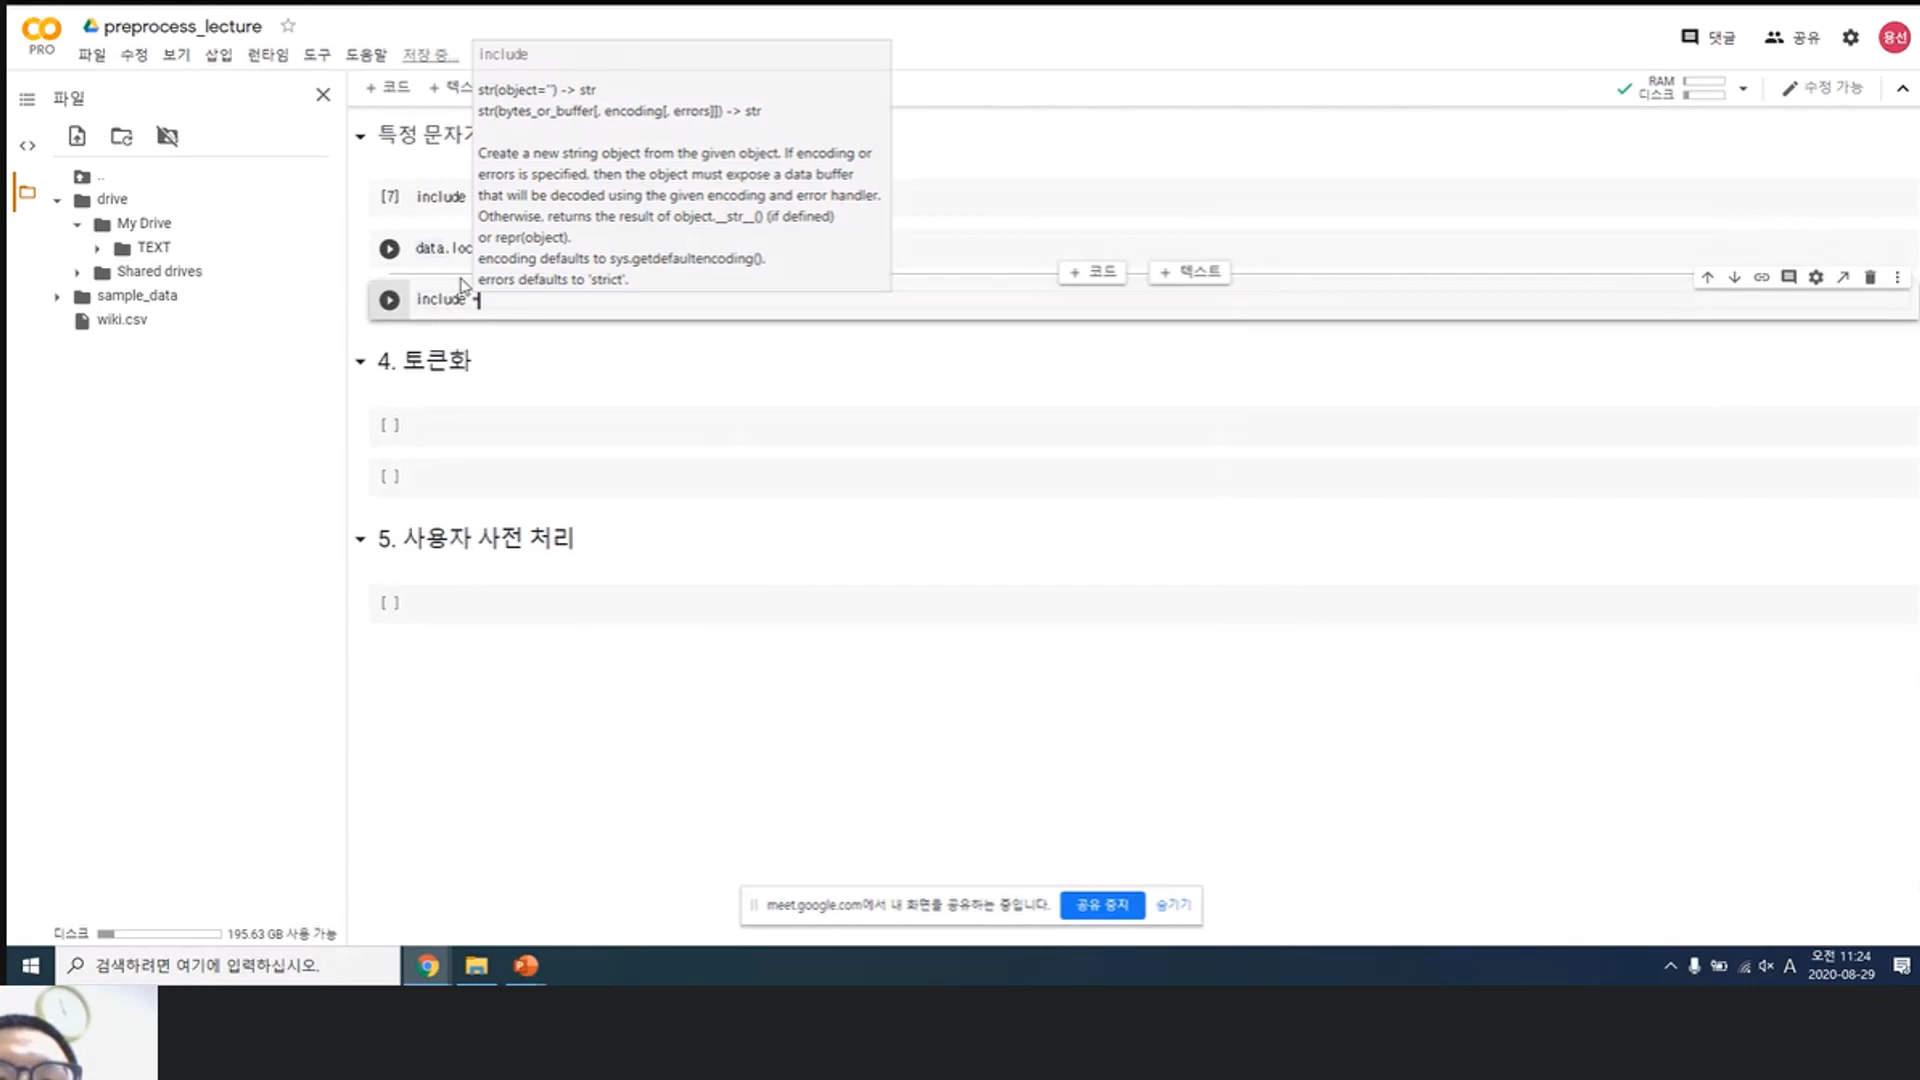 CO
PRO
preprocess_lecture
파일 수정 보기 삽입 런타임 도구 도움말 저장 중...
댓글 공유 용선
include
str(object='') -> str
str(bytes_or_buffer[, encoding[, errors]]) -> str
Create a new string object from the given object. If encoding or
errors is specified, then the object must expose a data buffer
that will be decoded using the given encoding and error handler.
Otherwise, returns the result of object.__str__() (if defined)
or repr(object).
encoding defaults to sys.getdefaultencoding().
errors defaults to 'strict'.
+ 코드 + 텍스
RAM
디스크
수정 가능
파일
..
drive
My Drive
TEXT
Shared drives
sample_data
wiki.csv
특정 문자
[7] include
data.loc
+ 코드 + 텍스트
include
4. 토큰화
[ ]
[ ]
5. 사용자 사전 처리
[ ]
meet.google.com에서 내 화면을 공유하는 중입니다. 공유 중지 숨기기
디스크 195.63 GB 사용 가능
검색하려면 여기에 입력하십시오.
A
오전 11:24
2020-08-29